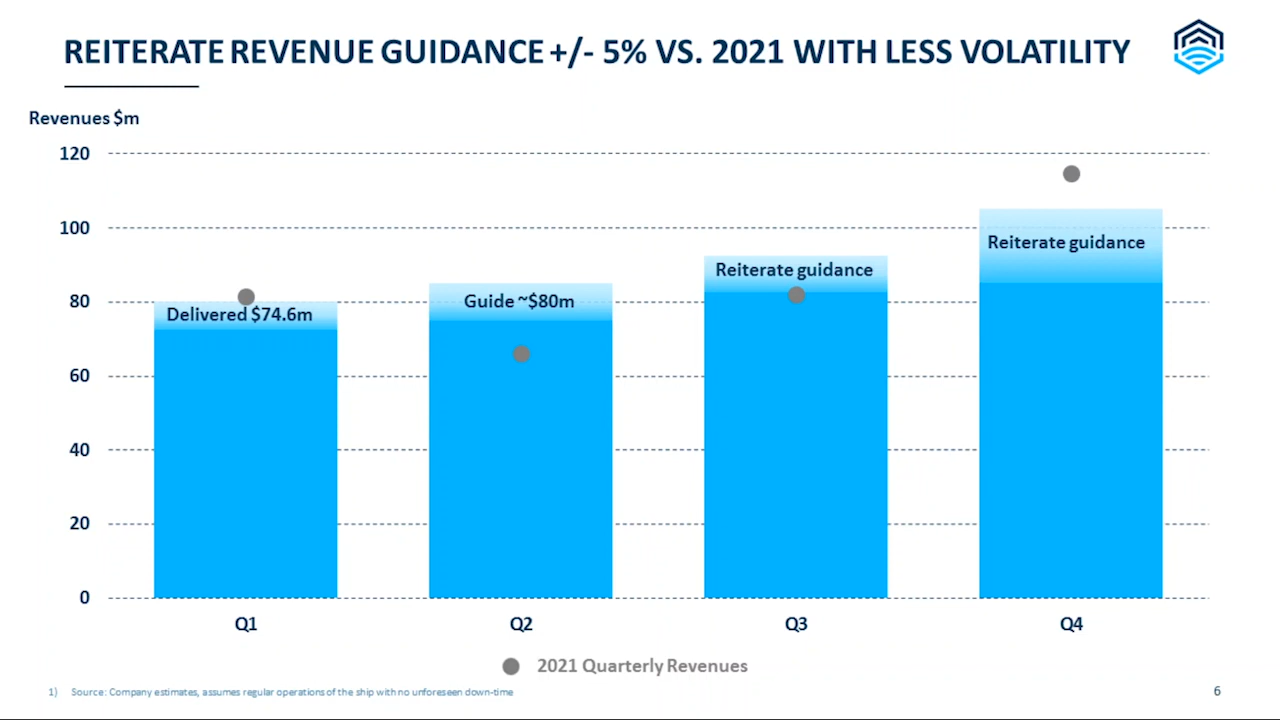 REITERATE REVENUE GUIDANCE +/- 5% VS. 2021 WITH LESS VOLATILITY
Revenues $m
120
100
80
60
40
20
0
Delivered $74.6m
Guide ~$80m
Reiterate guidance
Reiterate guidance
Q1
Q2
Q3
Q4
2021 Quarterly Revenues
1) Source: Company estimates, assumes regular operations of the ship with no unforeseen down-time
6